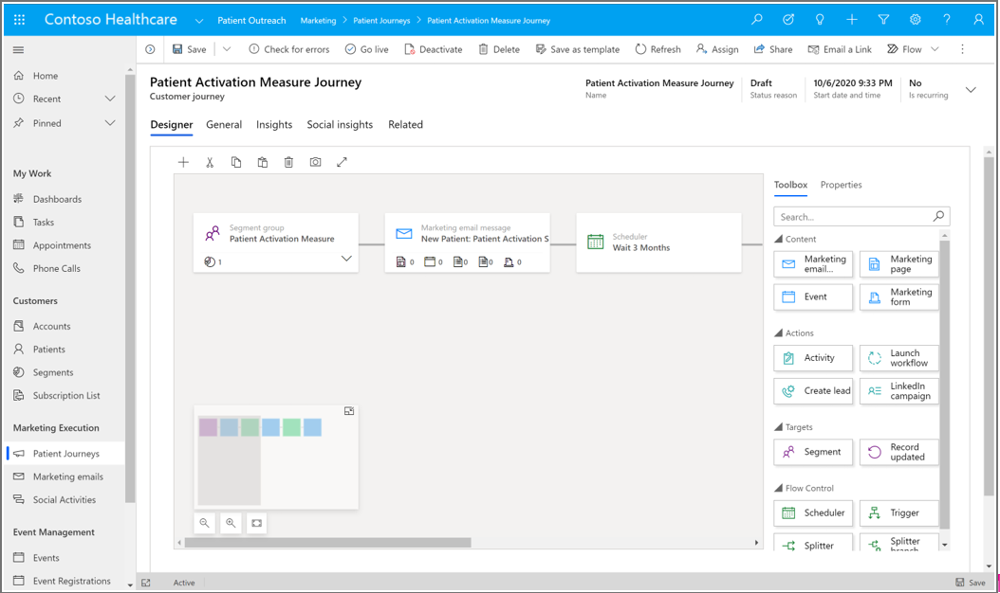 Contoso Healthcare
Patient Outreach
Marketing
Patient Journeys
Patient Activation Measure Journey
Save
Check for errors
Go live
Deactivate
Delete
Save as template
Refresh
Assign
Share
Email a Link
Flow
Home
Recent
Pinned
My Work
Dashboards
Tasks
Appointments
Phone Calls
Customers
Accounts
Patients
Segments
Subscription List
Marketing Execution
Patient Journeys
Marketing emails
Social Activities
Event Management
Events
Event Registrations
Patient Activation Measure Journey
Customer journey
Patient Activation Measure Journey
Name
Draft
Status reason
10/6/2020 9:33 PM
Start date and time
No
Is recurring
Designer
General
Insights
Social insights
Related
Segment group
Patient Activation Measure
1
Marketing email message
New Patient: Patient Activation S
0
0
0
0
0
Scheduler
Wait 3 Months
Toolbox
Properties
Search...
Content
Marketing
email...
Marketing
page
Event
Marketing
form
Actions
Activity
Launch
workflow
Create lead
LinkedIn
campaign
Targets
Segment
Record
updated
Flow Control
Scheduler
Trigger
Splitter
Splitter
branch
Active
Save